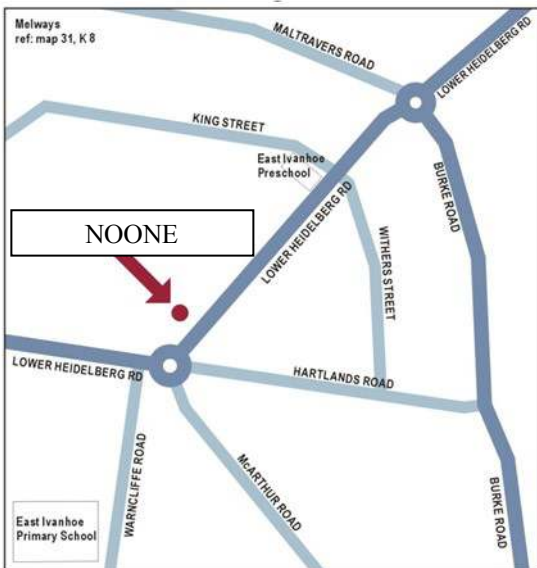 Melways
ref: map 31, K 8
MALTRAVERS ROAD
LOWER HEIDELBERG RD
KING STREET
East Ivanhoe
Preschool
BURKE ROAD
LOWER HEIDELBERG RD
NOONE
WITHERS STREET
LOWER HEIDELBERG RD
HARTLANDS ROAD
WARNCLIFFE ROAD
McARTHUR ROAD
BURKE ROAD
East Ivanhoe
Primary School